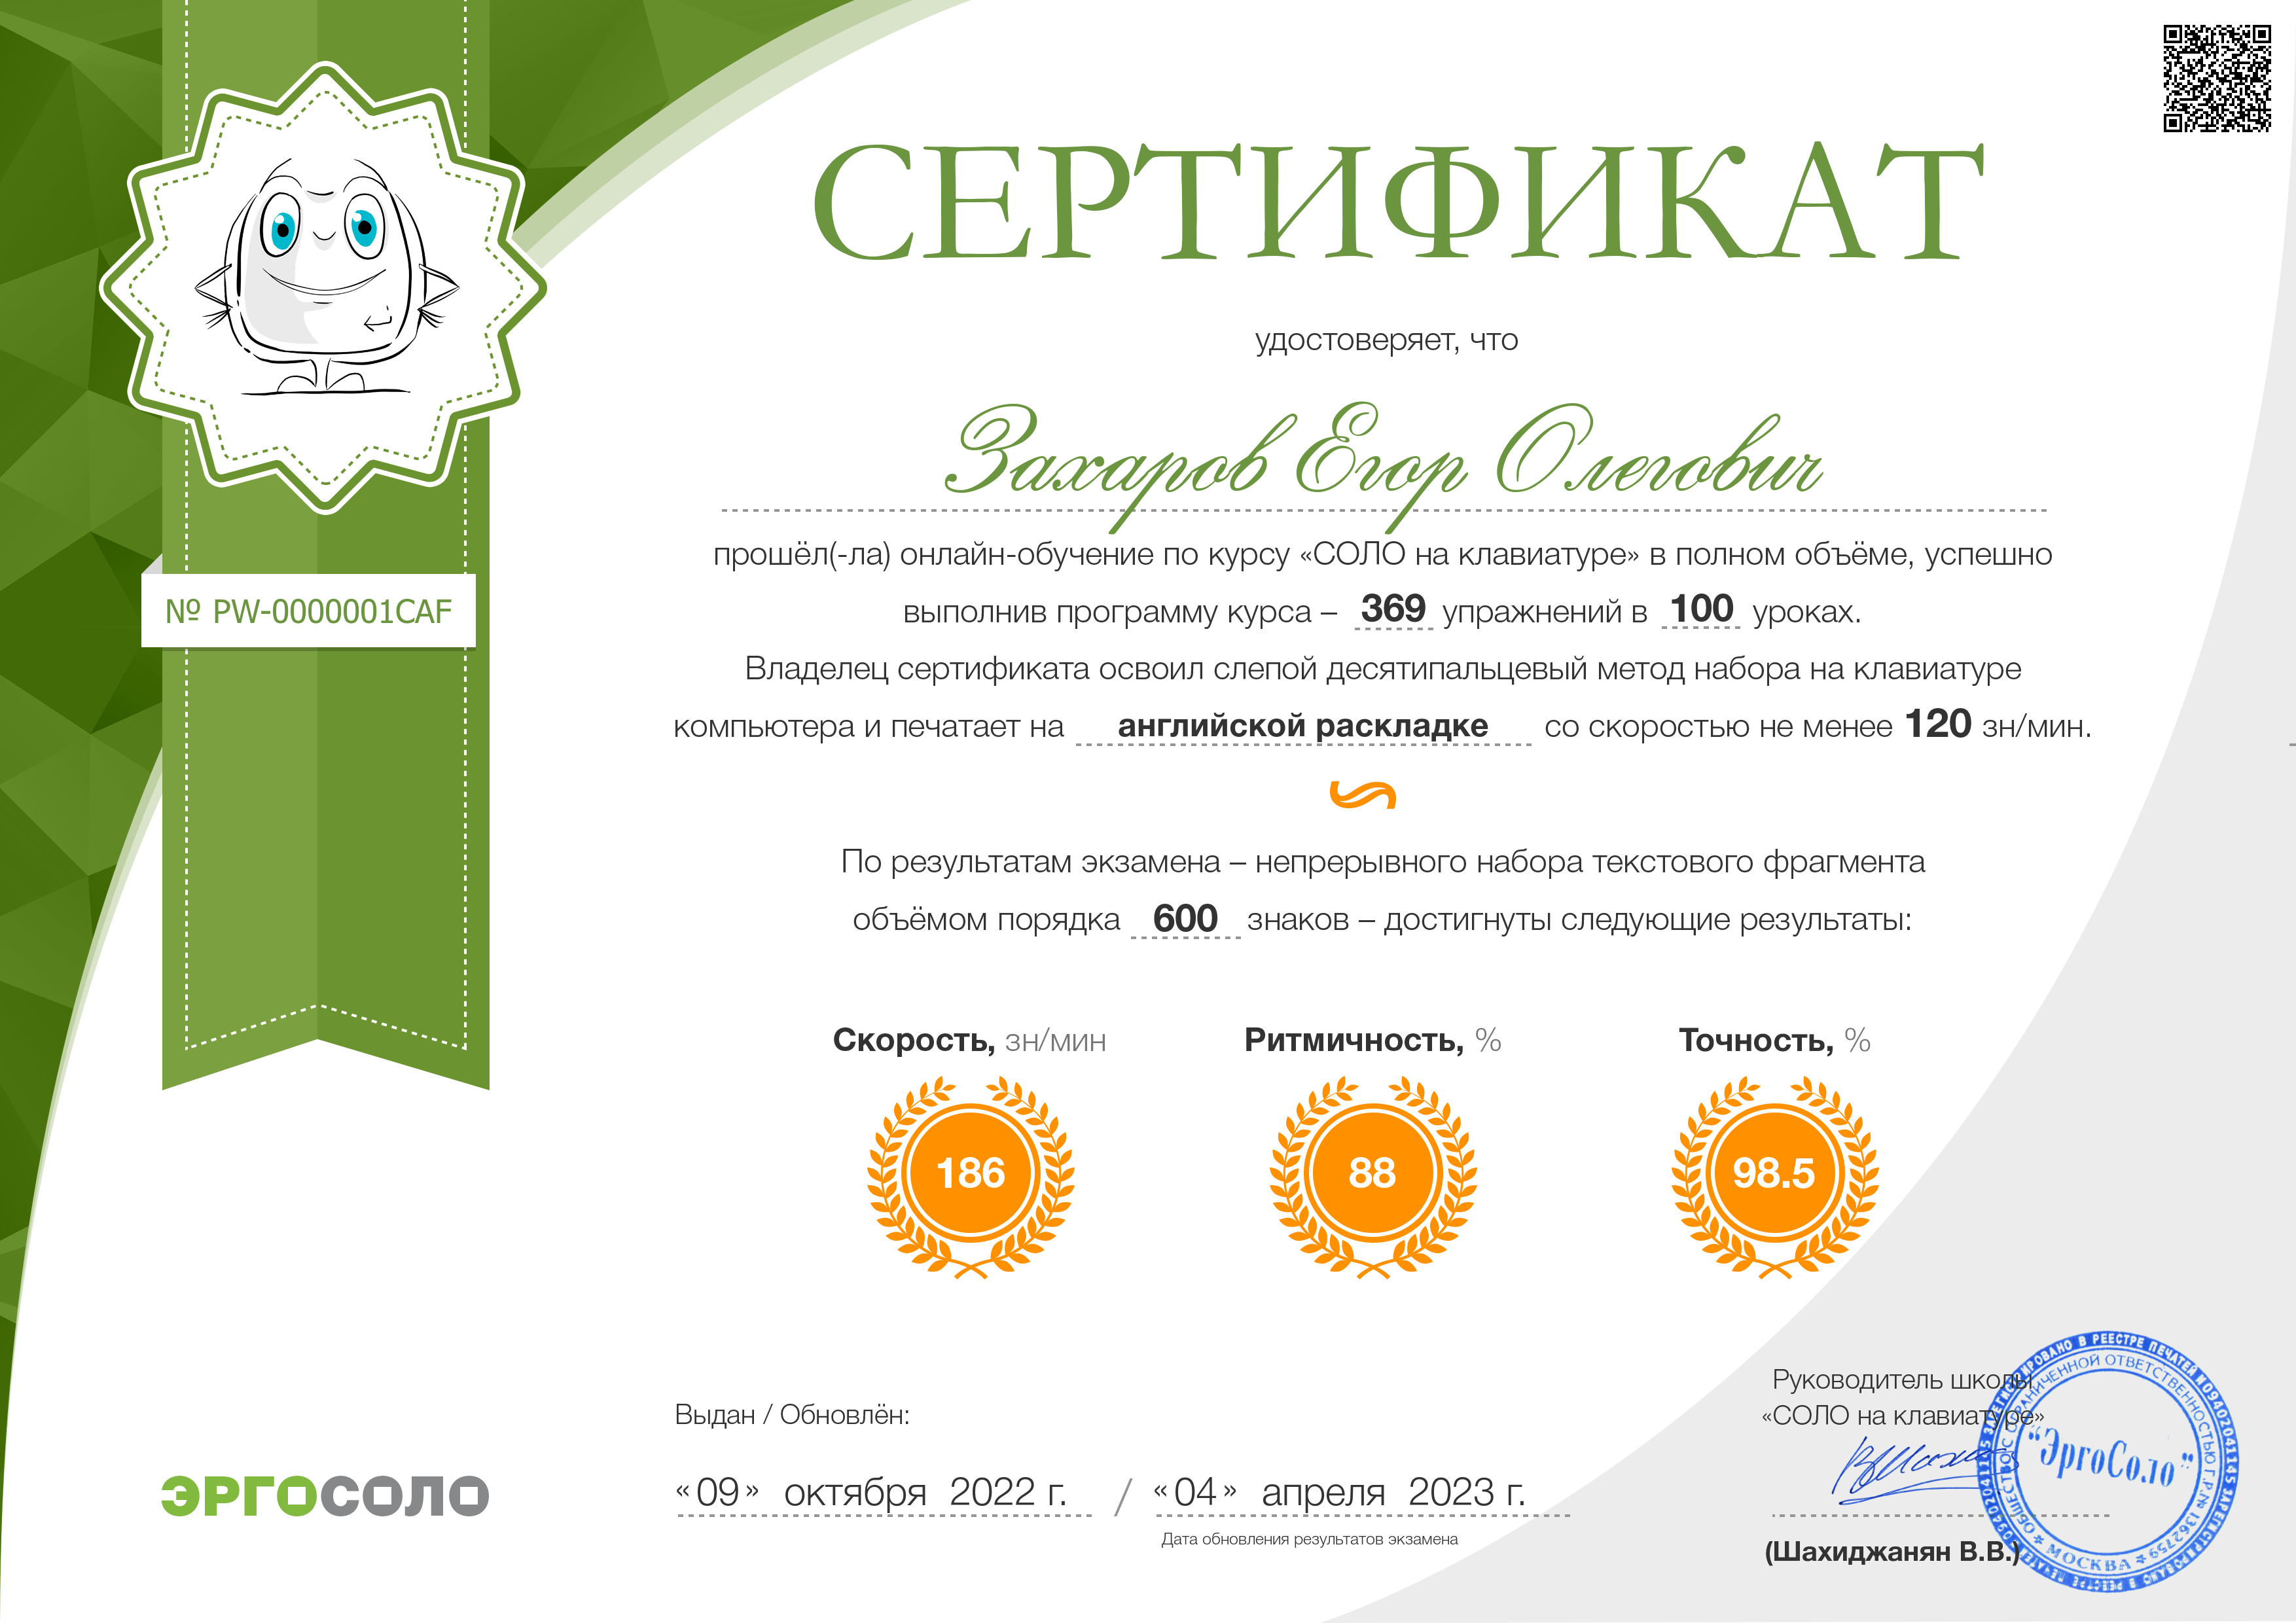 СЕРТИФИКАТ
удостоверяет, что
Захаров Егор Олегович
прошёл(-ла) онлайн-обучение по курсу «СОЛО на клавиатуре» в полном объёме, успешно
выполнив программу курса – 369 упражнений в 100 уроках.
№ PW-0000001CAF
Владелец сертификата освоил слепой десятипальцевый метод набора на клавиатуре
компьютера и печатает на английской раскладке со скоростью не менее 120 зн/мин.
По результатам экзамена – непрерывного набора текстового фрагмента
объёмом порядка 600 знаков – достигнуты следующие результаты:
Скорость, зн/мин Ритмичность, % Точность, %
186 88 98.5
Выдан / Обновлён:
«09» октября 2022 г. / «04» апреля 2023 г.
Дата обновления результатов экзамена
Руководитель школы
«СОЛО на клавиатуре»
(Шахиджанян В.В.)
ЭРГОСОЛО
"ЭргоСоло"
ОБЩЕСТВО С ОГРАНИЧЕННОЙ ОТВЕТСТВЕННОСТЬЮ
МОСКВА